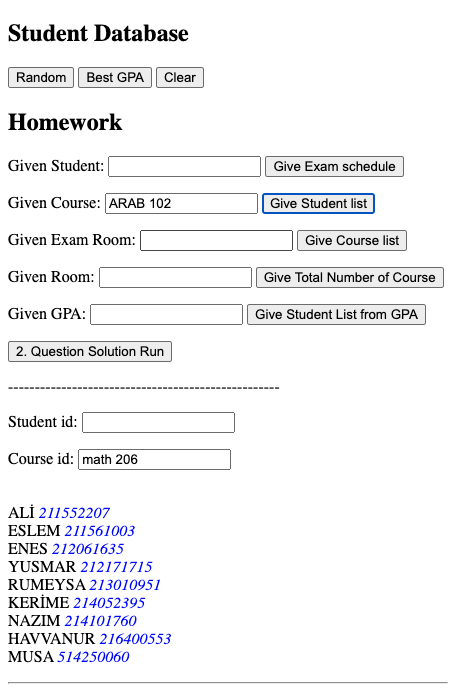 Student Database
Random Best GPA Clear
Homework
Given Student: Give Exam schedule
Given Course: ARAB 102 Give Student list
Given Exam Room: Give Course list
Given Room: Give Total Number of Course
Given GPA: Give Student List from GPA
2. Question Solution Run
---------------------------------------------------
Student id:
Course id: math 206
ALİ 211552207
ESLEM 211561003
ENES 212061635
YUSMAR 212171715
RUMEYSA 213010951
KERİME 214052395
NAZIM 214101760
HAVVANUR 216400553
MUSA 514250060